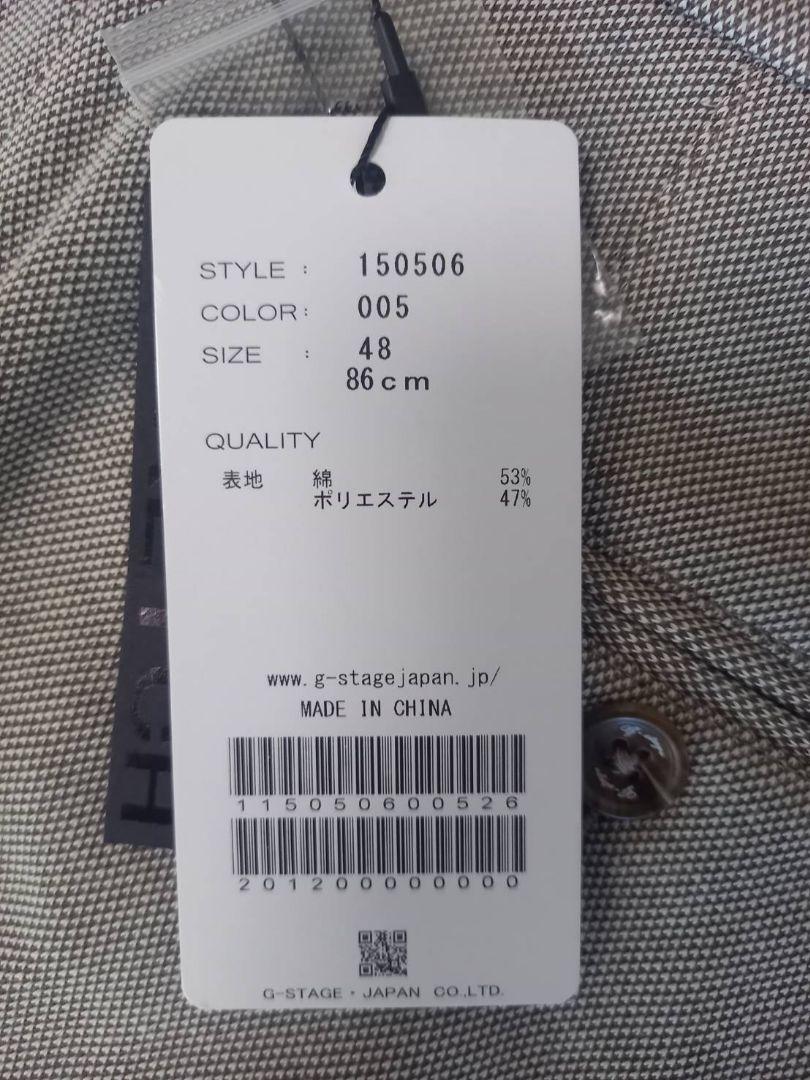 STYLE : 150506
COLOR: 005
SIZE : 48
86cm
QUALITY
表地 綿 53%
ポリエステル 47%
www.g-stagejapan.jp/
MADE IN CHINA
115050600526
2012000000000
G-STAGE・JAPAN CO.,LTD.